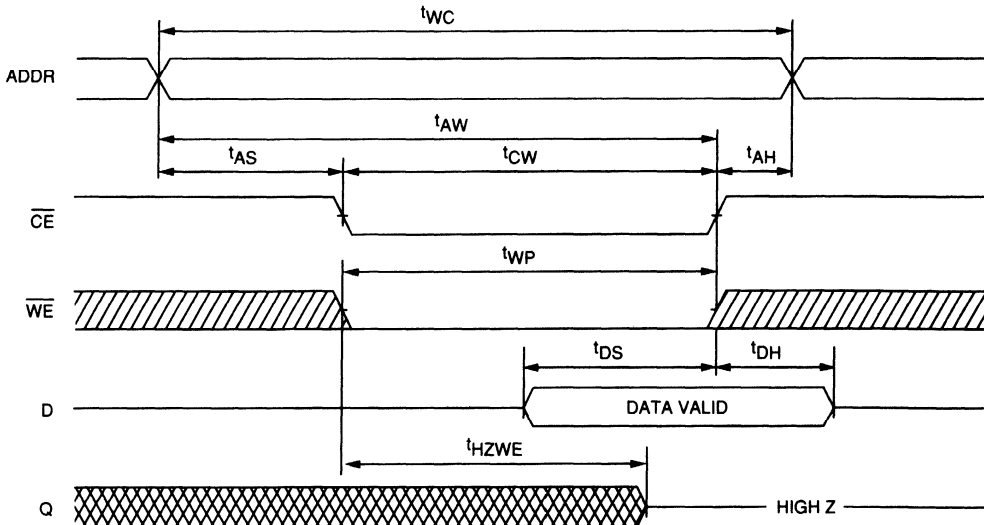 tWC
ADDR
tAW
tAS tCW tAH
CE
tWP
WE
tDS tDH
D DATA VALID
tHZWE
Q HIGH Z